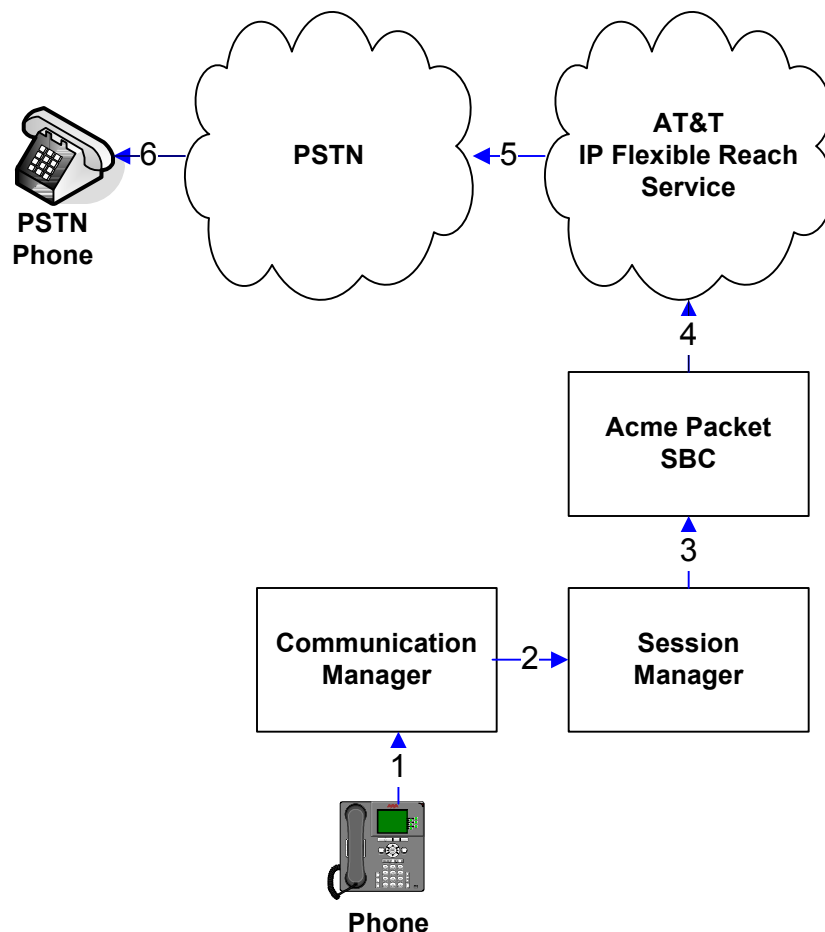 AT&T
IP Flexible Reach
Service
PSTN
6
5
PSTN
Phone
4
Acme Packet
SBC
3
Communication
Manager
2
Session
Manager
1
Phone